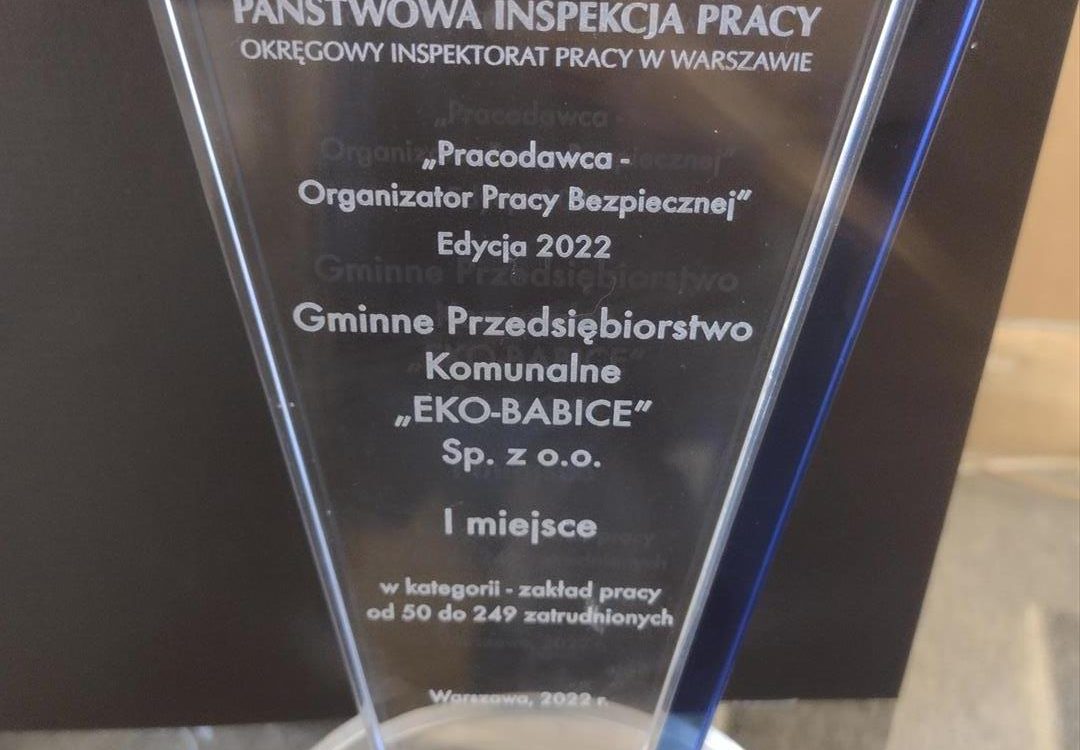 PAŃSTWOWA INSPEKCJA PRACY
OKRĘGOWY INSPEKTORAT PRACY W WARSZAWIE
„Pracodawca -
Organizator Pracy Bezpiecznej”
Edycja 2022
Gminne Przedsiębiorstwo
Komunalne
„EKO-BABICE”
Sp. z o.o.
I miejsce
w kategorii - zakład pracy
od 50 do 249 zatrudnionych
Warszawa, 2022 r.